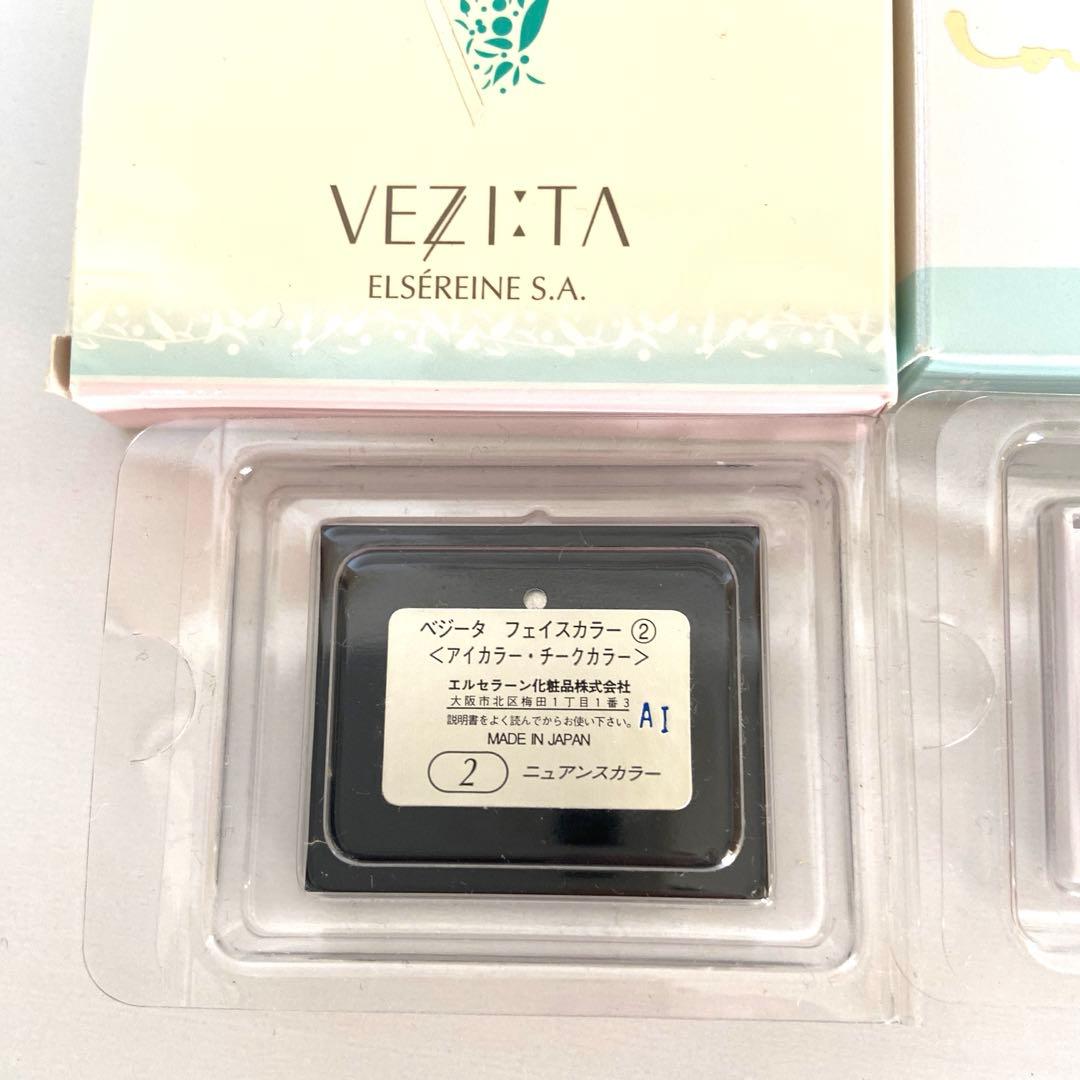 VEZI:TA
ELSÉREINE S.A.
ベジータ フェイスカラー ②
<アイカラー・チークカラー>
エルセラーン化粧品株式会社
大阪市北区梅田1丁目1番3
説明書をよく読んでからお使い下さい。 AI
MADE IN JAPAN
2 ニュアンスカラー